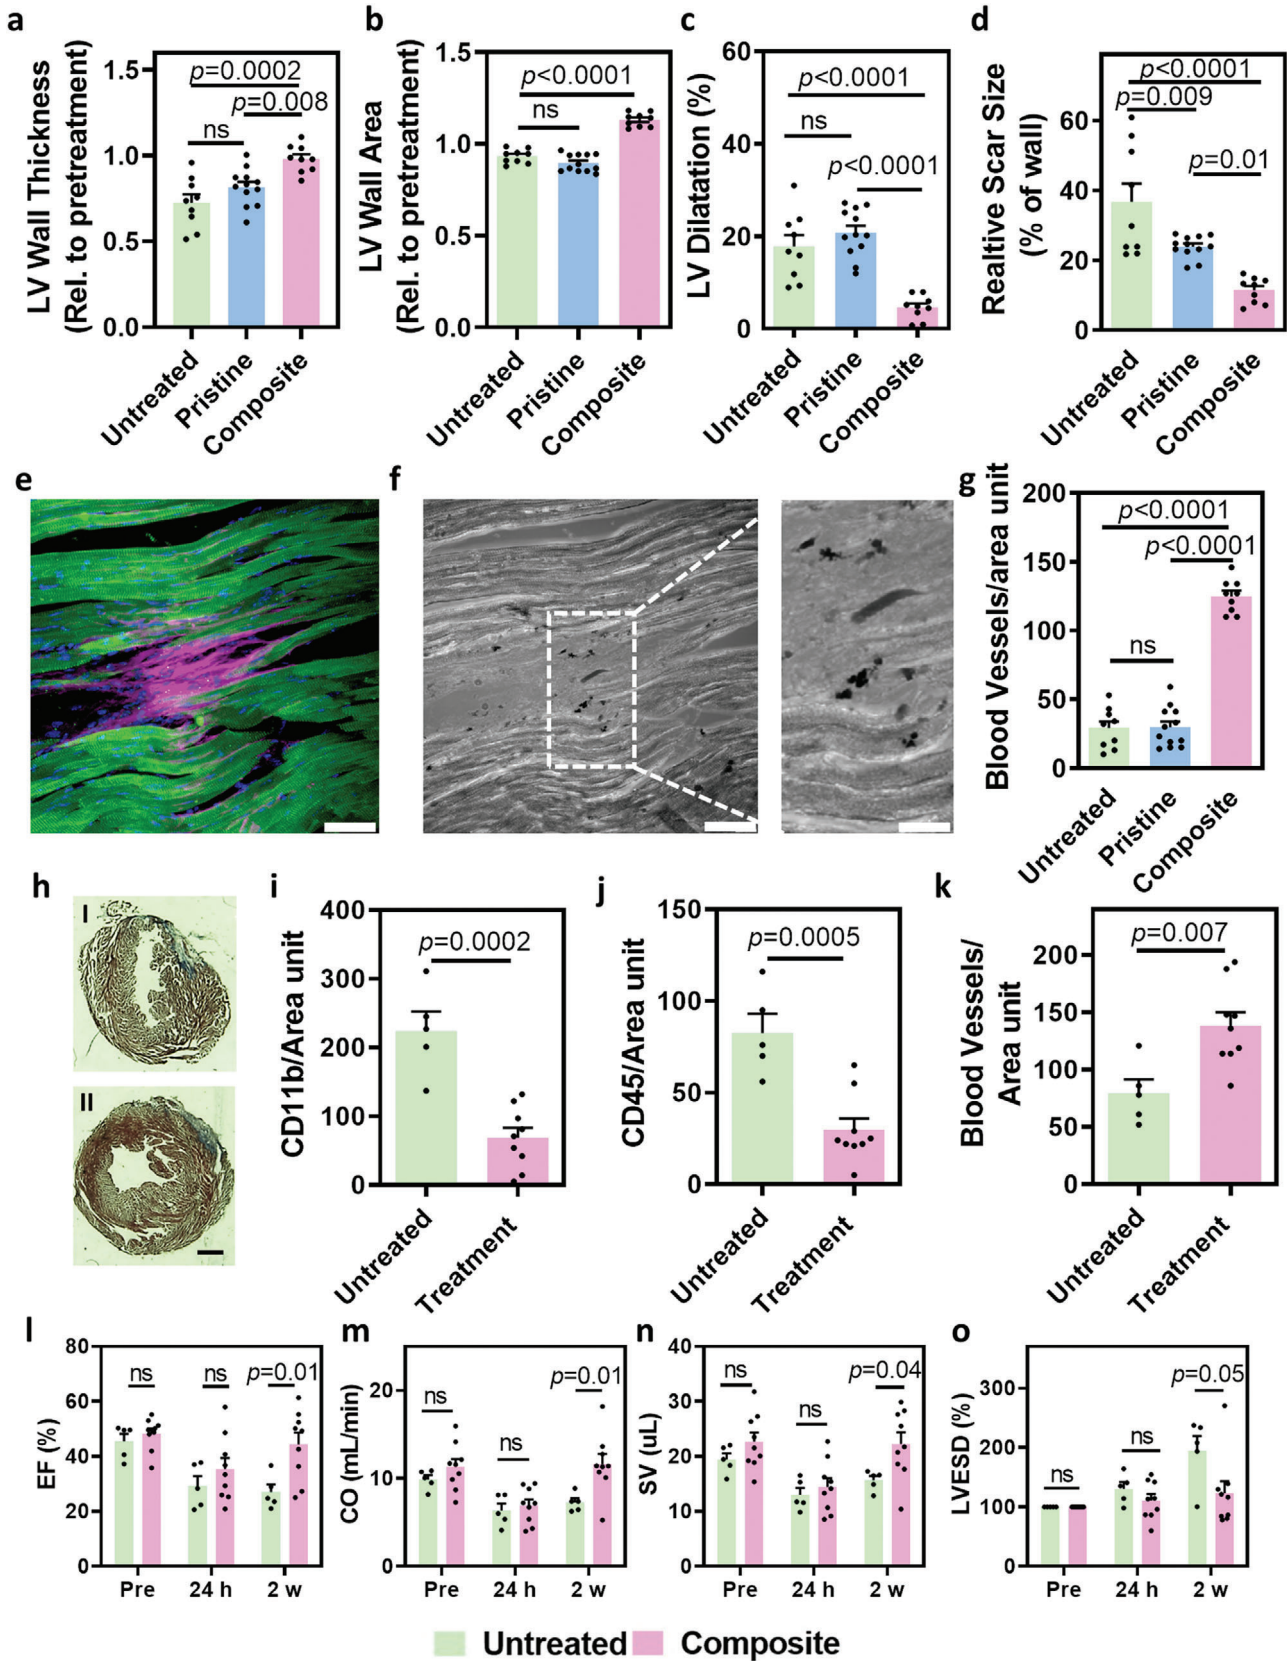 a
LV Wall Thickness
(Rel. to pretreatment)
1.5
1.0
0.5
0.0
p=0.0002
p=0.008
ns
Untreated
Pristine
Composite
b
LV Wall Area
(Rel. to pretreatment)
1.5
1.0
0.5
0.0
p<0.0001
ns
Untreated
Pristine
Composite
c
LV Dilatation (%)
60
40
20
0
p<0.0001
ns
p<0.0001
Untreated
Pristine
Composite
d
Realtive Scar Size
(% of wall)
60
40
20
0
p<0.0001
p=0.009
p=0.01
Untreated
Pristine
Composite
e
f
g
Blood Vessels/area unit
200
150
100
50
0
p<0.0001
p<0.0001
ns
Untreated
Pristine
Composite
h
I
II
i
CD11b/Area unit
400
300
200
100
0
p=0.0002
Untreated
Treatment
j
CD45/Area unit
150
100
50
0
p=0.0005
Untreated
Treatment
k
Blood Vessels/
Area unit
200
150
100
50
0
p=0.007
Untreated
Treatment
l
EF (%)
80
60
40
20
0
ns
ns
p=0.01
Pre
24 h
2 w
m
CO (mL/min)
20
10
0
ns
ns
p=0.01
Pre
24 h
2 w
n
SV (uL)
40
30
20
10
0
ns
ns
p=0.04
Pre
24 h
2 w
o
LVESD (%)
300
200
100
0
ns
ns
p=0.05
Pre
24 h
2 w
Untreated
Composite